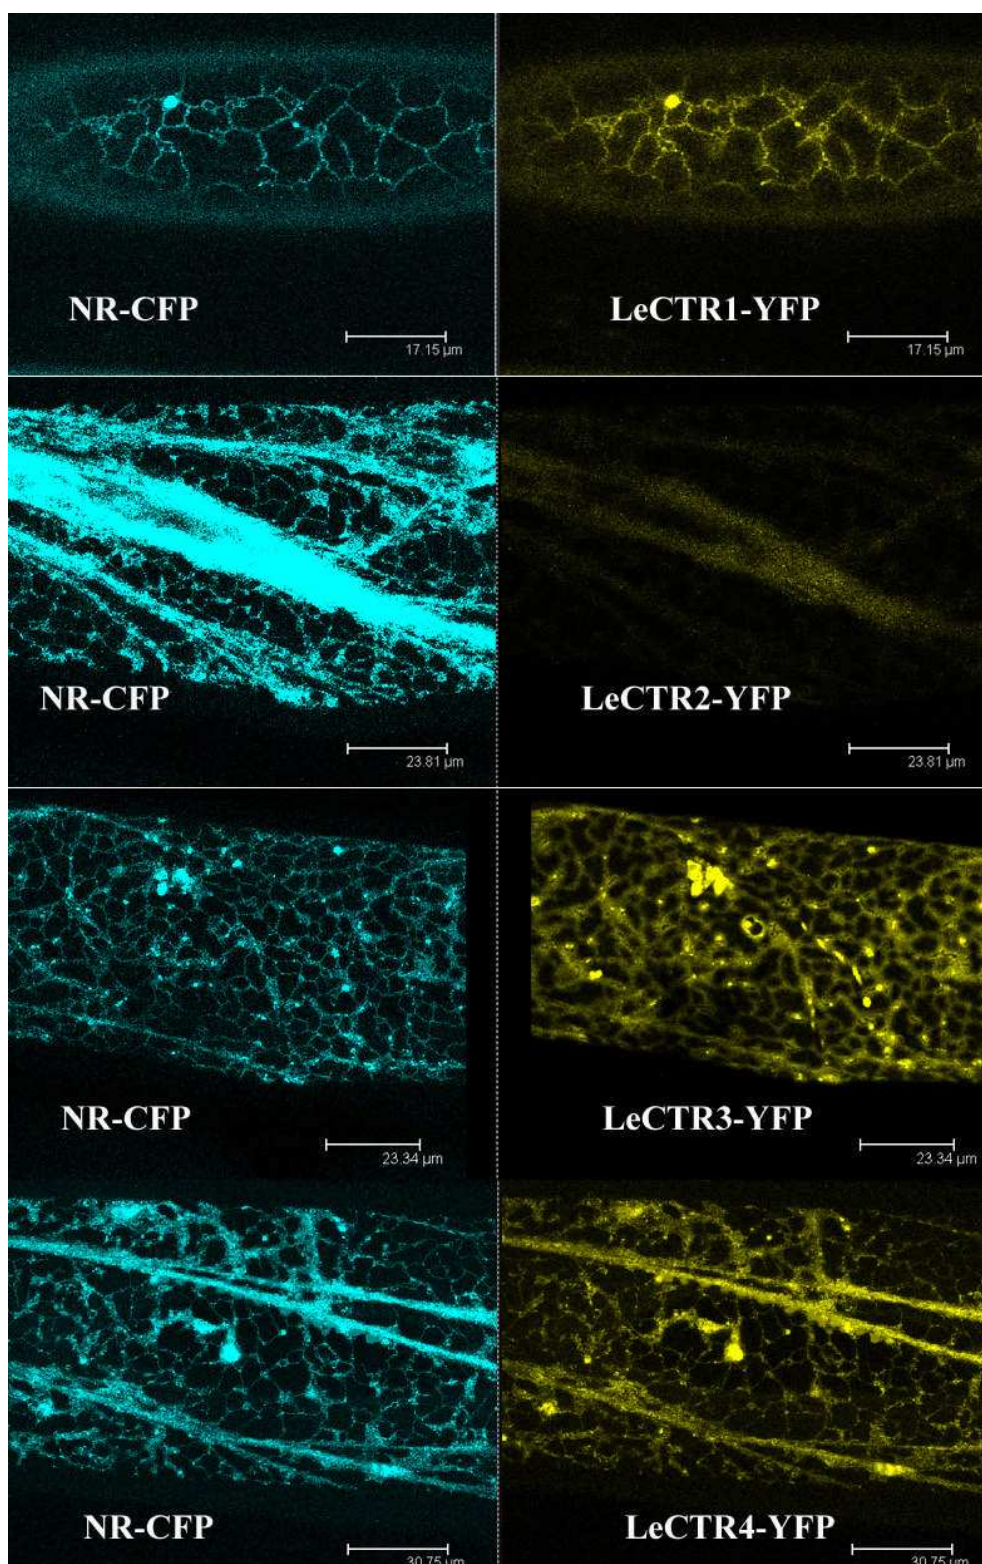 NR-CFP
17.15 µm
LeCTR1-YFP
17.15 µm
NR-CFP
23.81 µm
LeCTR2-YFP
23.81 µm
NR-CFP
23.34 µm
LeCTR3-YFP
23.34 µm
NR-CFP
30.75 µm
LeCTR4-YFP
30.75 µm